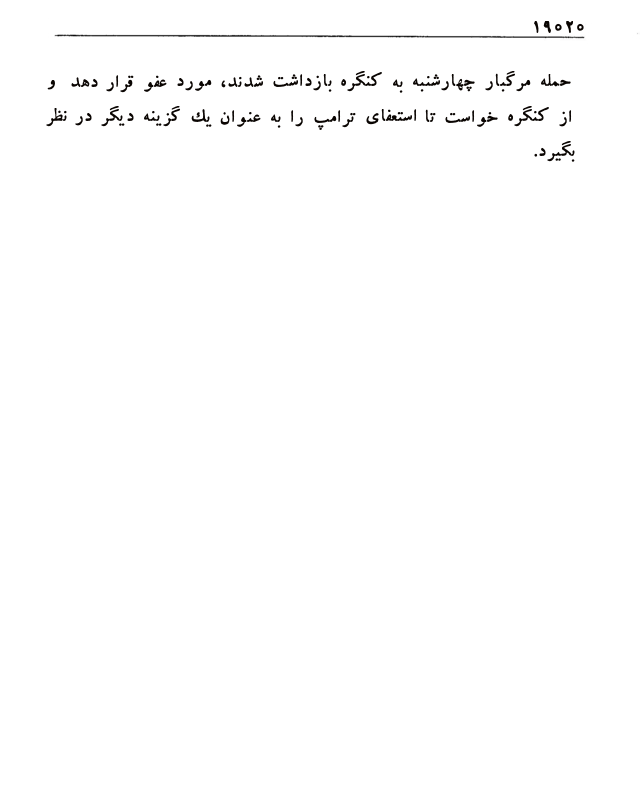 ۱۹۵۲۵
حمله مرگبار چهارشنبه به کنگره بازداشت شدند، مورد عفو قرار دهد و
از کنگره خواست تا استعفای ترامپ را به عنوان يك گزینه دیگر در نظر
بگیرد.